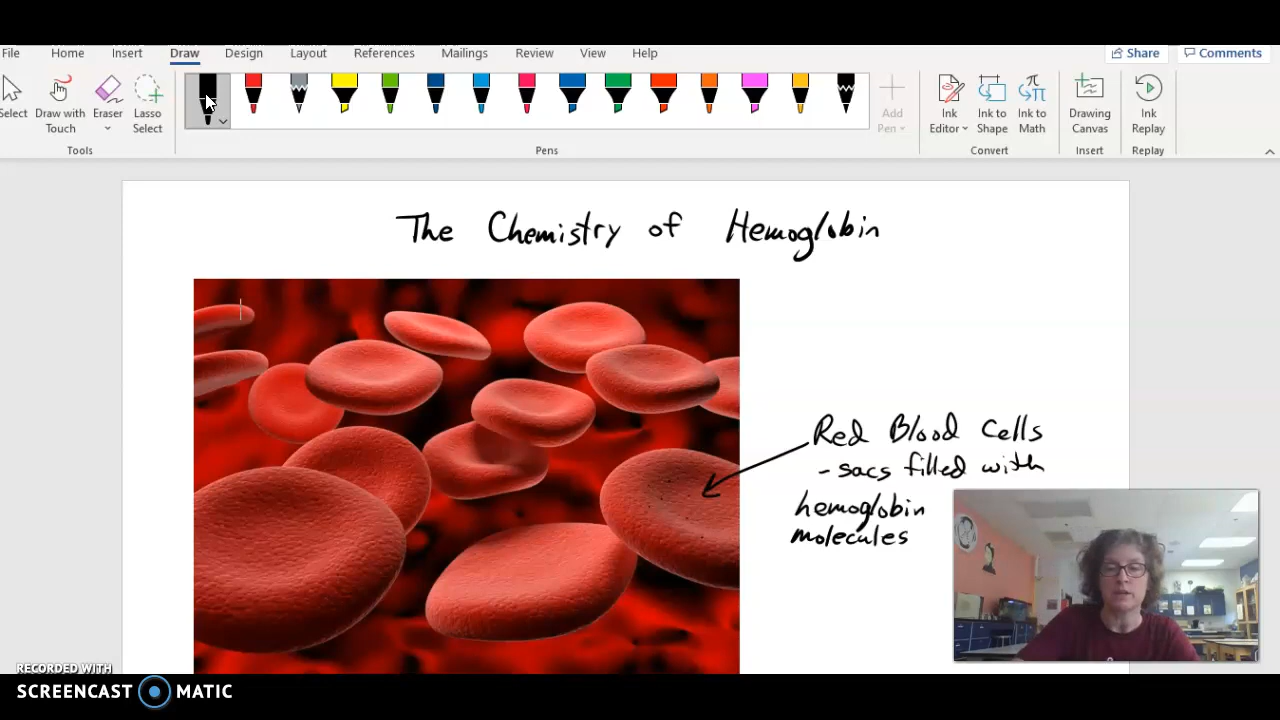 File Home Insert Draw Design Layout References Mailings Review View Help Share Comments
Select Draw with Touch Eraser Lasso Select Add Pen Ink Editor Ink to Shape Ink to Math Drawing Canvas Ink Replay
Tools Pens Convert Insert Replay
The Chemistry of Hemoglobin
Red Blood Cells
- sacs filled with
hemoglobin
molecules
RECORDED WITH
SCREENCAST MATIC